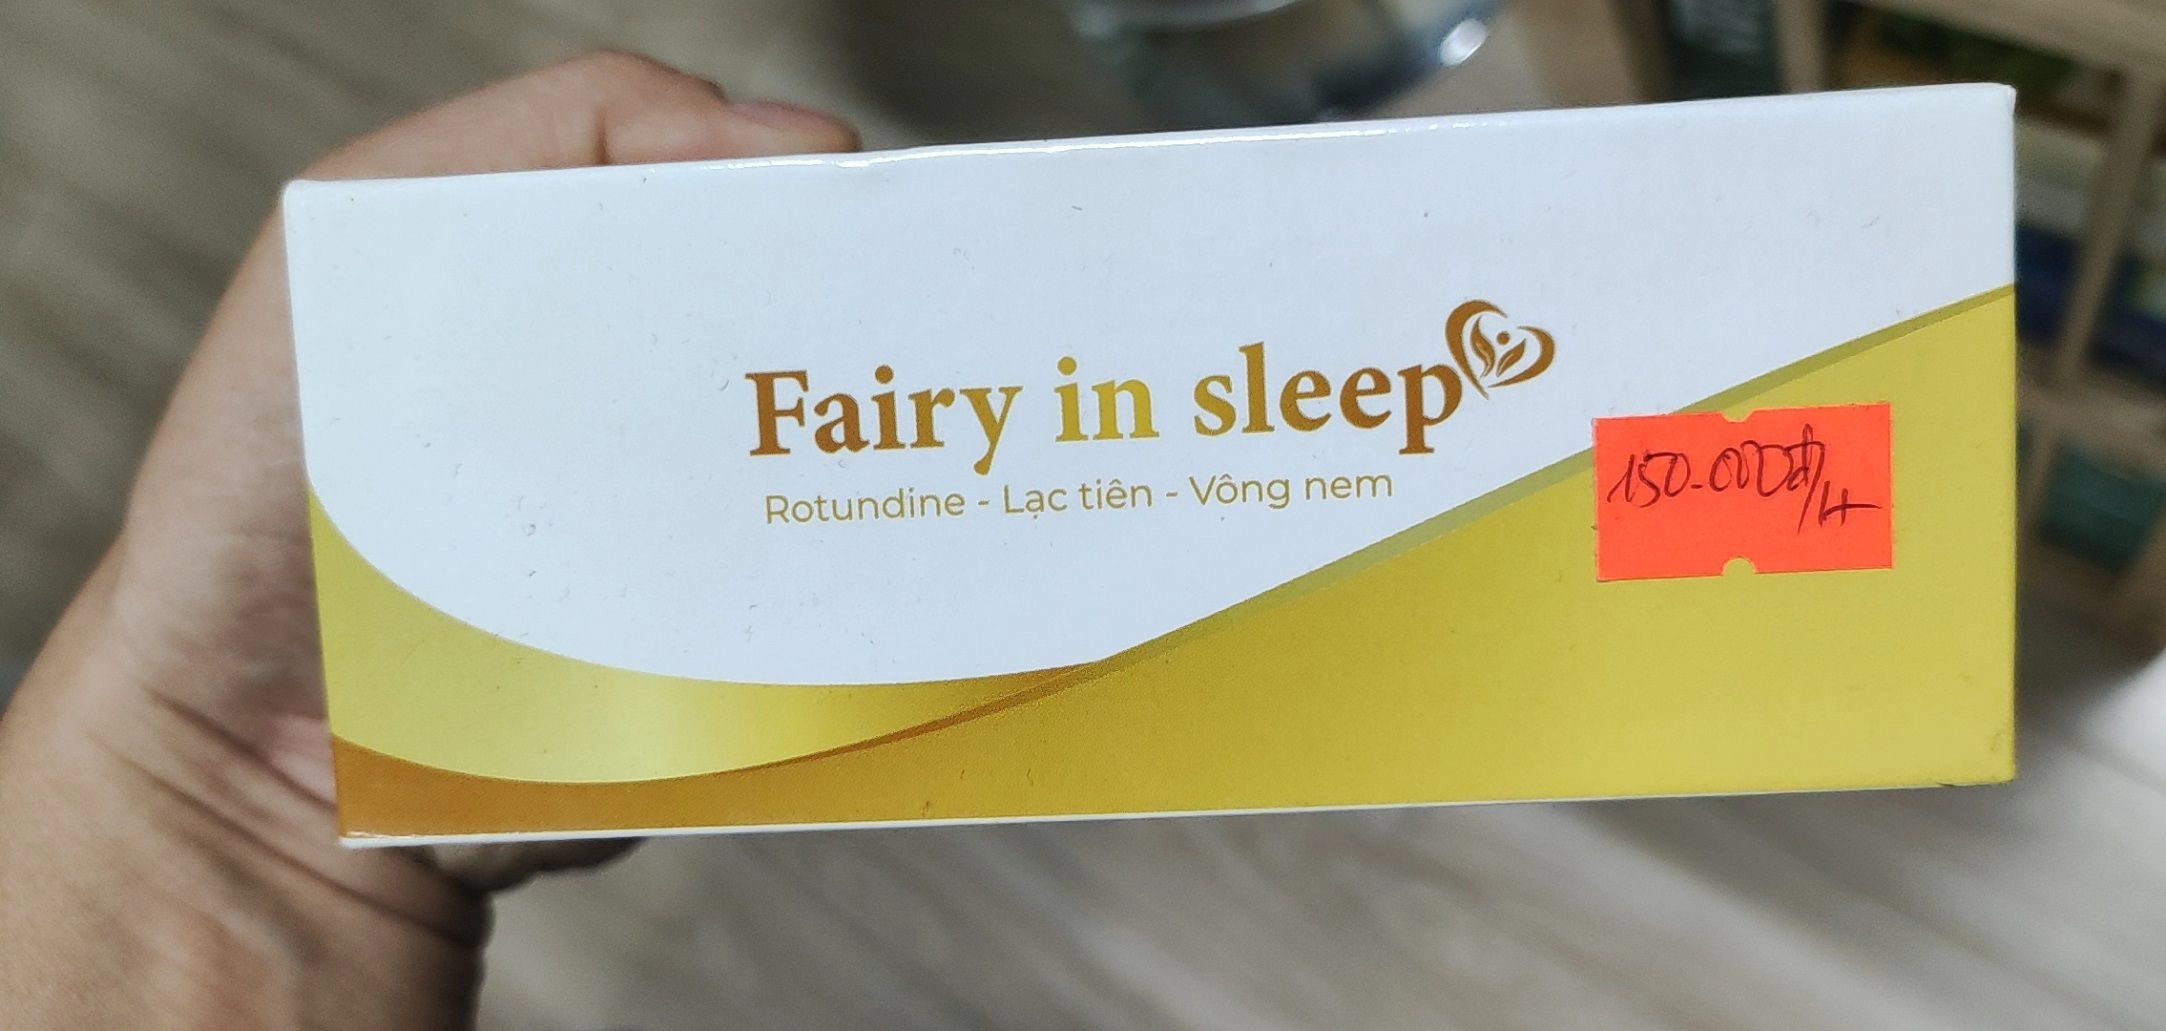 Fairy in sleep
Rotundine - Lạc tiên - Vông nem
150.000đ/H